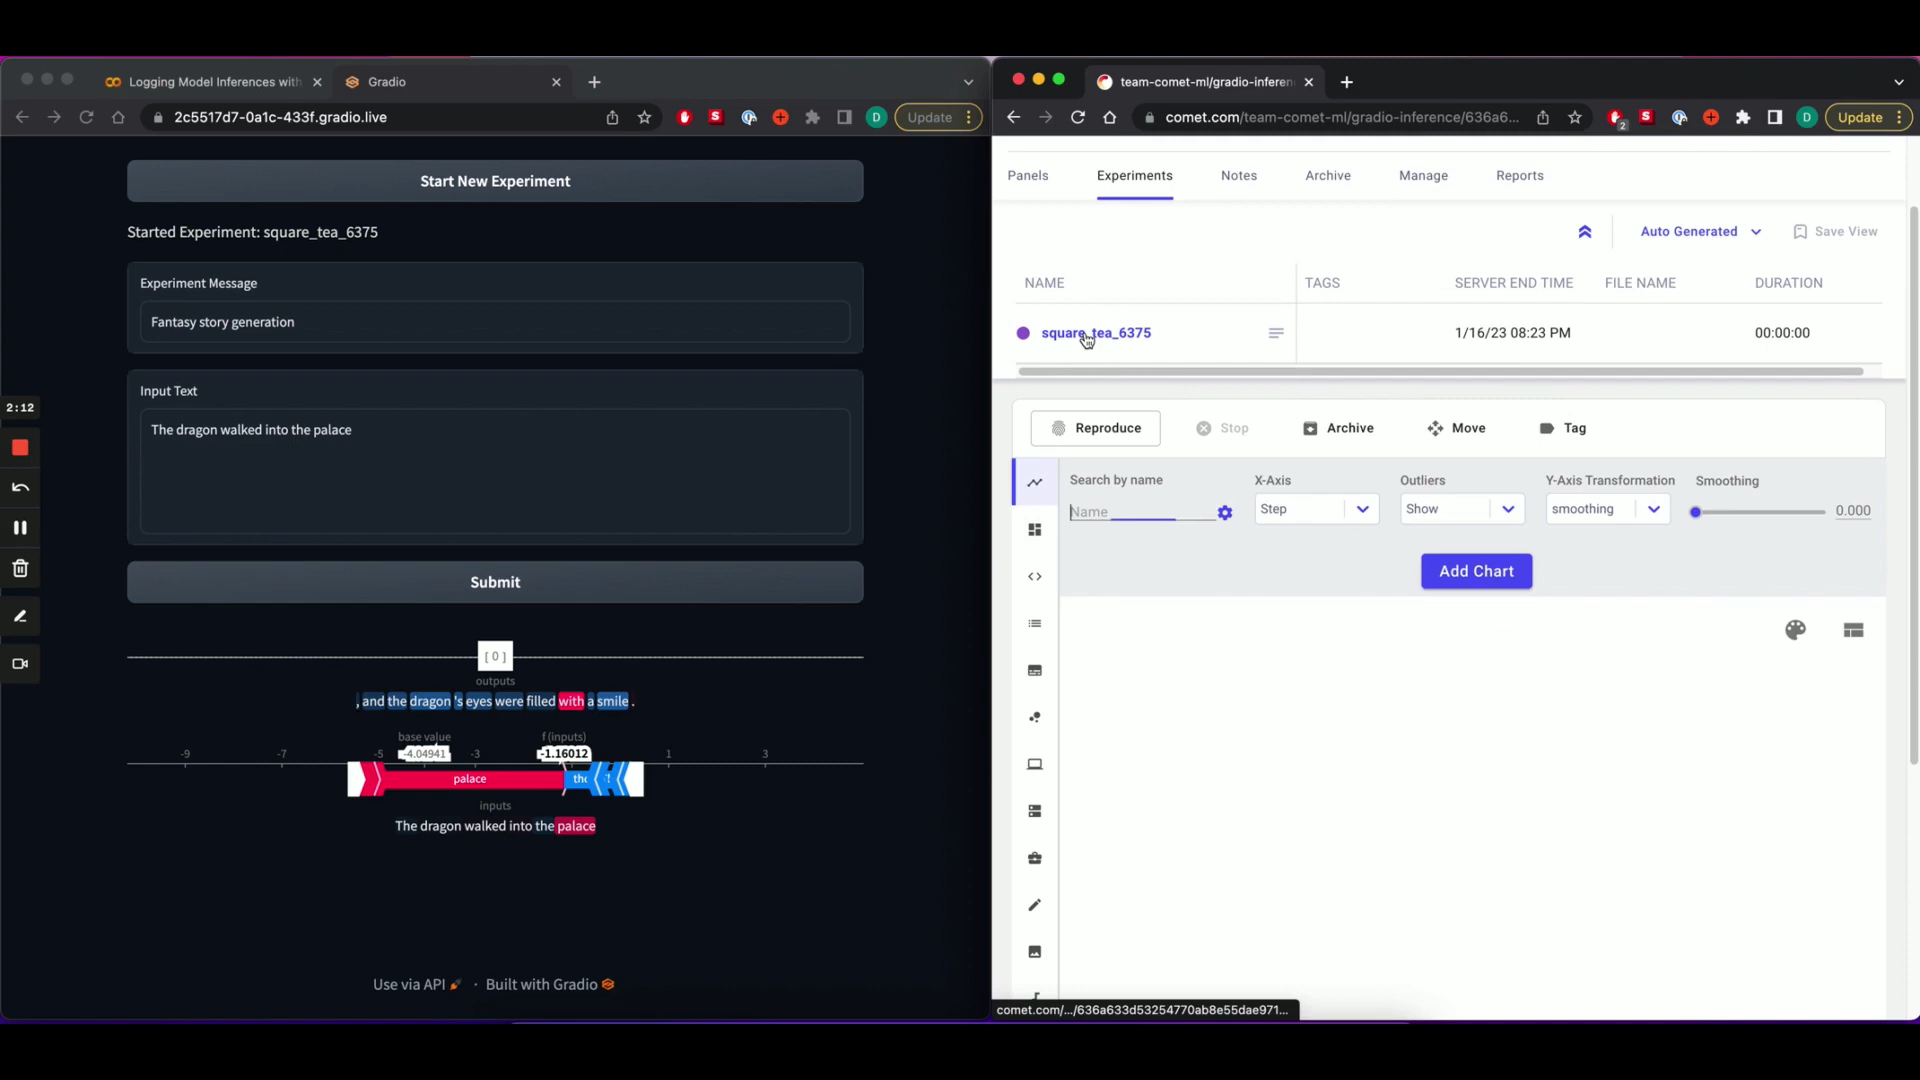 Logging Model Inferences with
Gradio
2c5517d7-0a1c-433f.gradio.live
D
Update
Start New Experiment
Started Experiment: square_tea_6375
Experiment Message
Fantasy story generation
Input Text
The dragon walked into the palace
2:12
Submit
[ 0 ]
outputs
, and the dragon 's eyes were filled with a smile .
base value
f (inputs)
-9
-7
-5
-4.04941
-3
-1.16012
1
3
palace
the
inputs
The dragon walked into the palace
Use via API
·
Built with Gradio
team-comet-ml/gradio-inferen
comet.com/team-comet-ml/gradio-inference/636a6...
2
S
D
Update
Panels
Experiments
Notes
Archive
Manage
Reports
Auto Generated
Save View
NAME
TAGS
SERVER END TIME
FILE NAME
DURATION
square_tea_6375
1/16/23 08:23 PM
00:00:00
Reproduce
Stop
Archive
Move
Tag
Search by name
X-Axis
Outliers
Y-Axis Transformation
Smoothing
Name
Step
Show
smoothing
0.000
Add Chart
comet.com/.../636a633d53254770ab8e55dae971...